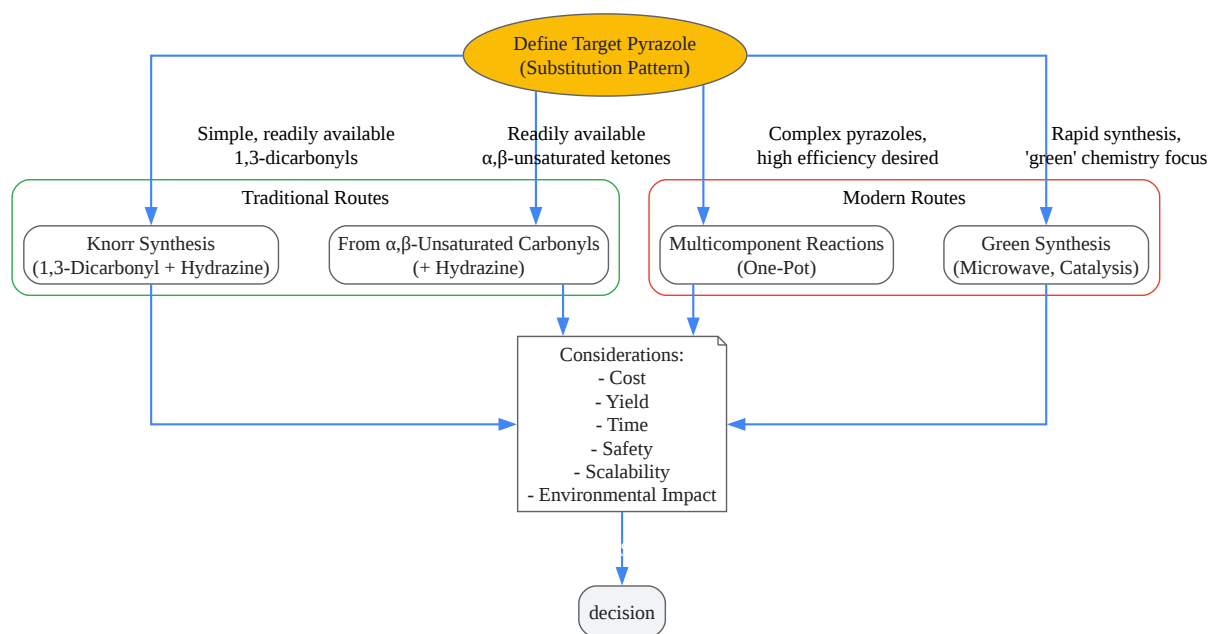 Define Target Pyrazole
(Substitution Pattern)
Simple, readily available
1,3-dicarbonyls
Readily available
α,β-unsaturated ketones
Complex pyrazoles,
high efficiency desired
Rapid synthesis,
'green' chemistry focus
Traditional Routes
Modern Routes
Knorr Synthesis
(1,3-Dicarbonyl + Hydrazine)
From α,β-Unsaturated Carbonyls
(+ Hydrazine)
Multicomponent Reactions
(One-Pot)
Green Synthesis
(Microwave, Catalysis)
Considerations:
- Cost
- Yield
- Time
- Safety
- Scalability
- Environmental Impact
decision